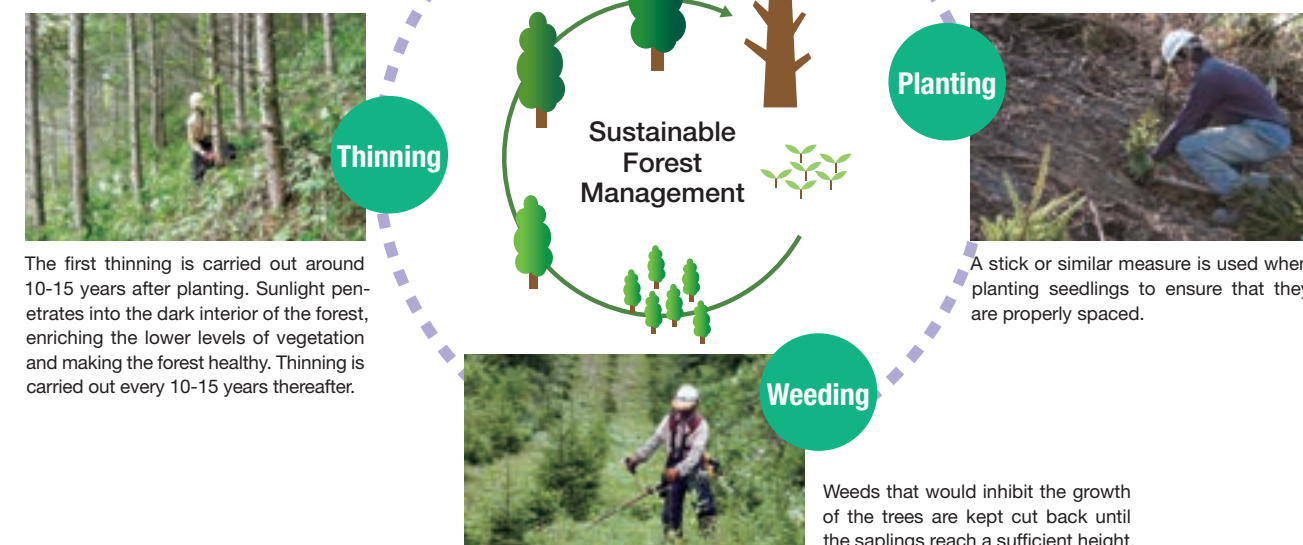 Planting
Sustainable
Forest
Management
Thinning
The first thinning is carried out around
10-15 years after planting. Sunlight pen-
etrates into the dark interior of the forest,
enriching the lower levels of vegetation
and making the forest healthy. Thinning is
carried out every 10-15 years thereafter.
A stick or similar measure is used when
planting seedlings to ensure that they
are properly spaced.
Weeding
Weeds that would inhibit the growth
of the trees are kept cut back until
the saplings reach a sufficient height